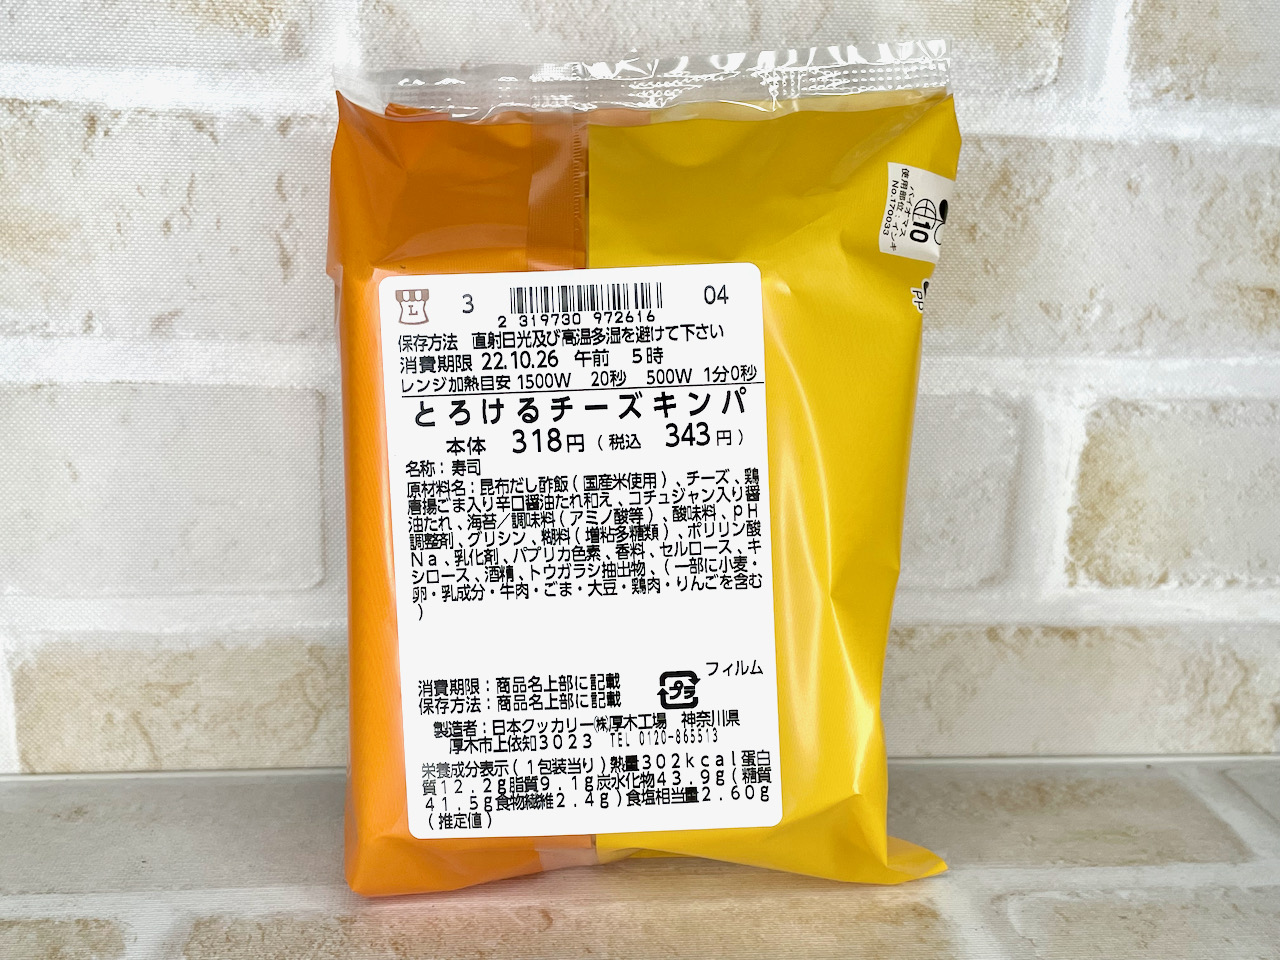 バイオマス
10
使用部位：インキ
No.170033
PP
L
3
04
2 319730 972616
保存方法 直射日光及び高温多湿を避けて下さい
消費期限 22.10.26 午前 5時
レンジ加熱目安 1500W 20秒 500W 1分0秒
とろけるチーズキンパ
本体 318円（税込 343円）
名称：寿司
原材料名：昆布だし酢飯（国産米使用）、チーズ、鶏
唐揚ごま入り辛口醤油たれ和え、コチュジャン入り醤
油たれ、海苔／調味料（アミノ酸等）、酸味料、ｐＨ
調整剤、グリシン、糊料（増粘多糖類）、ポリリン酸
Ｎａ、乳化剤、パプリカ色素、香料、セルロース、キ
シロース、酒精、トウガラシ抽出物、（一部に小麦・
卵・乳成分・牛肉・ごま・大豆・鶏肉・りんごを含む
）
フィルム
プラ
消費期限：商品名上部に記載
保存方法：商品名上部に記載
製造者：日本クッカリー㈱厚木工場 神奈川県
厚木市上依知３０２３ TEL 0120-865513
栄養成分表示（１包装当り）熱量３０２ｋｃａｌ蛋白
質１２．２ｇ脂質９．１ｇ炭水化物４３．９ｇ（糖質
４１．５ｇ食物繊維２．４ｇ）食塩相当量２．６０ｇ
（推定値）